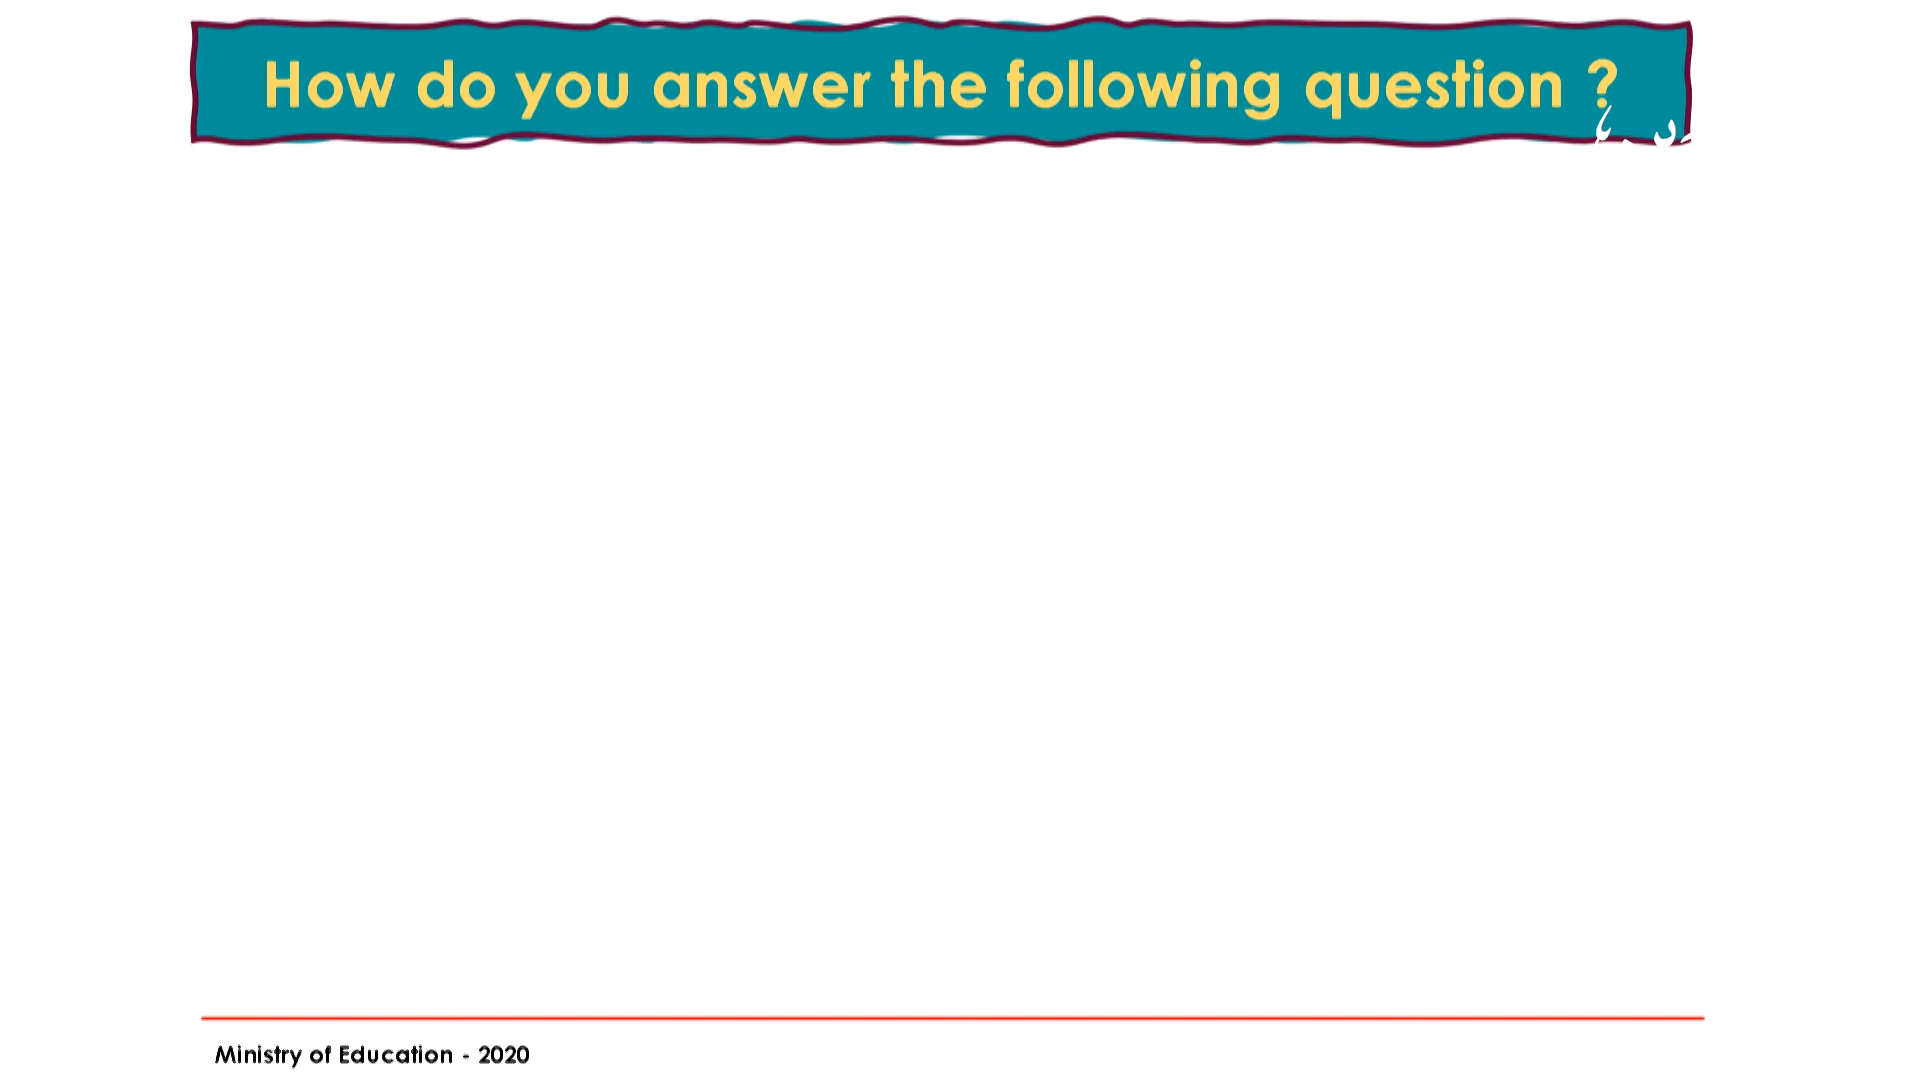 How do you answer the following question ?
Ministry of Education - 2020